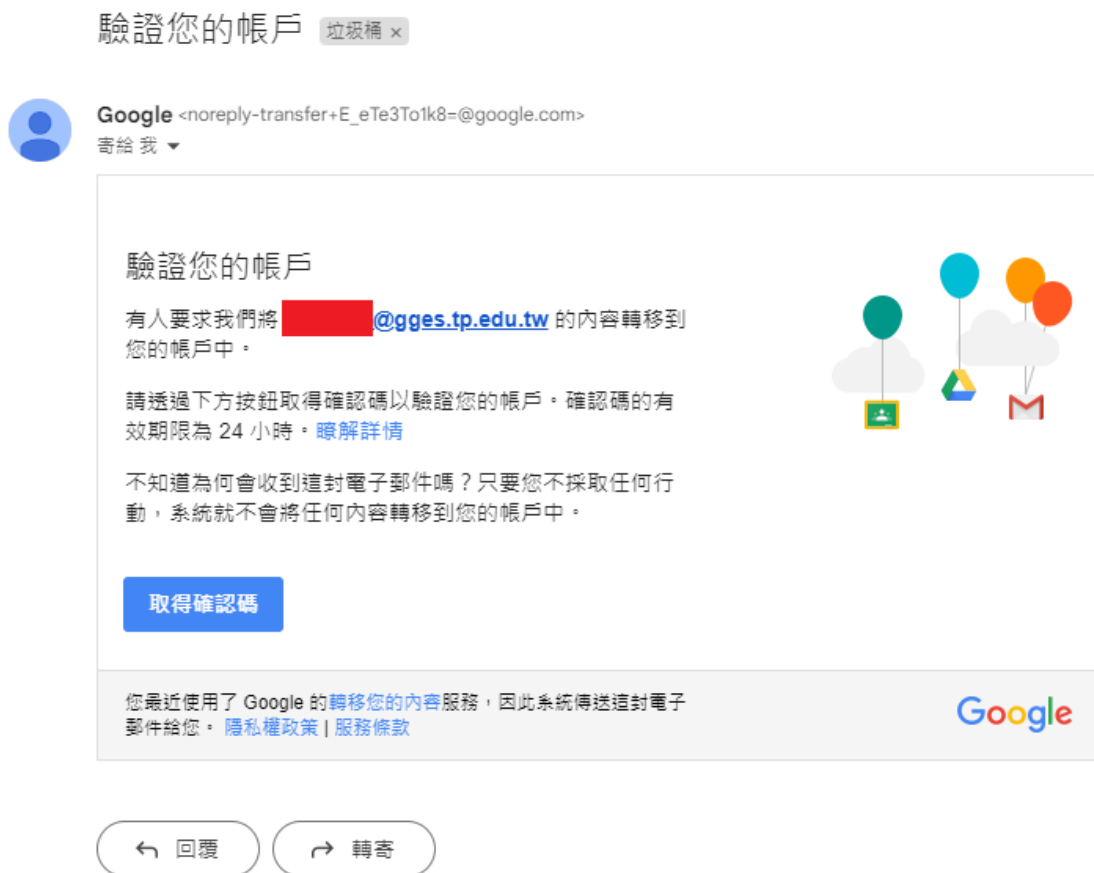 驗證您的帳戶 垃圾桶 ×
Google <noreply-transfer+E_eTe3To1k8=@google.com>
寄給 我
驗證您的帳戶
有人要求我們將 @gges.tp.edu.tw 的內容轉移到
您的帳戶中。
請透過下方按鈕取得確認碼以驗證您的帳戶。確認碼的有
效期限為 24 小時。瞭解詳情
不知道為何會收到這封電子郵件嗎？只要您不採取任何行
動，系統就不會將任何內容轉移到您的帳戶中。
取得確認碼
您最近使用了 Google 的轉移您的內容服務，因此系統傳送這封電子
郵件給您。 隱私權政策 | 服務條款
Google
回覆
轉寄